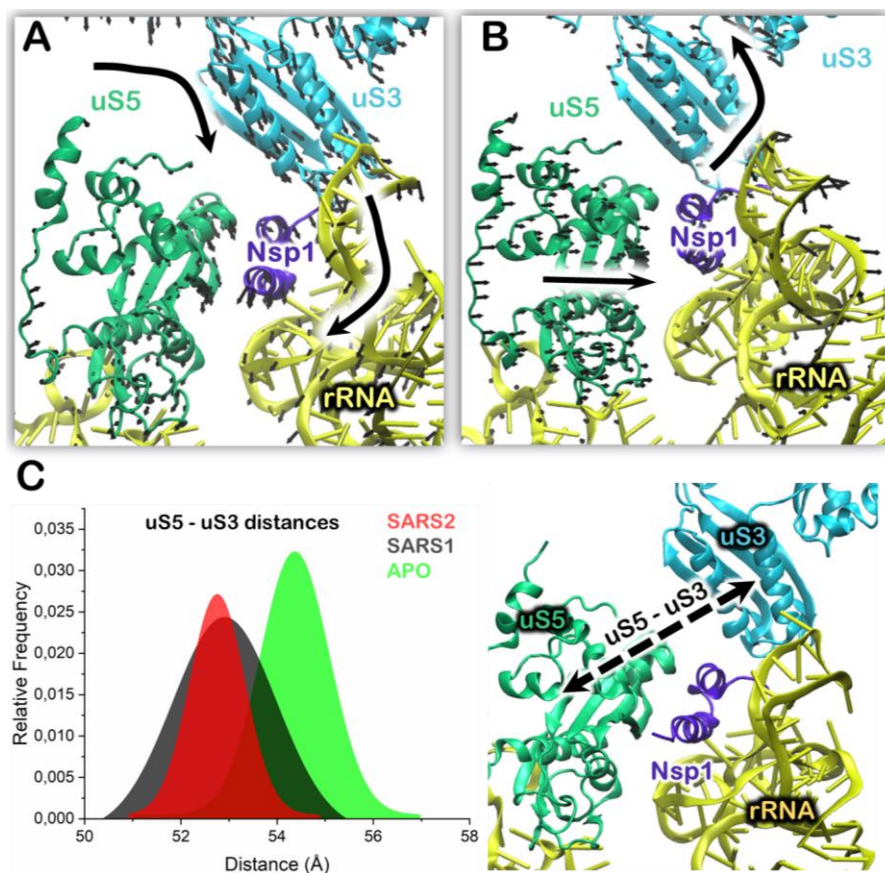 A
uS5
uS3
Nsp1
rRNA
B
uS3
uS5
Nsp1
rRNA
C
uS5 - uS3 distances
SARS2
SARS1
APO
Relative Frequency
0,035
0,030
0,025
0,020
0,015
0,010
0,005
0,000
50 52 54 56 58
Distance (Å)
uS3
uS5
uS5 - uS3
Nsp1
rRNA